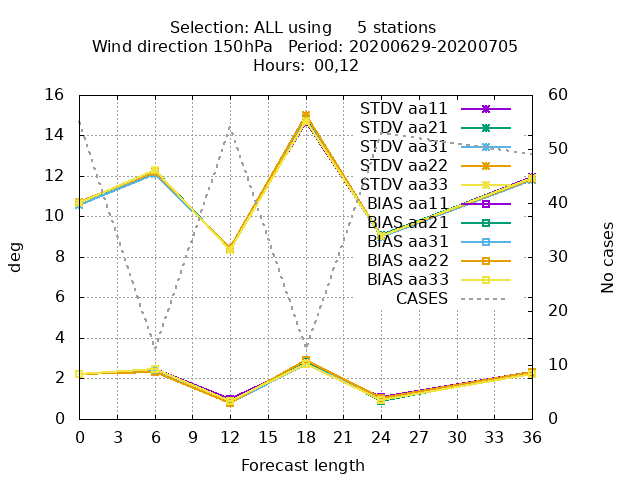 Selection: ALL using 5 stations
Wind direction 150hPa Period: 20200629-20200705
Hours: 00,12
16 60
STDV aa11
STDV aa21
14
STDV aa31 50
STDV aa22
12
STDV aa33
BIAS aa11 40
10
BIAS aa21
BIAS aa31
8 30
BIAS aa22
BIAS aa33
6
CASES 20
4
10
2
0 0
0 3 6 9 12 15 18 21 24 27 30 33 36
deg
No cases
Forecast length